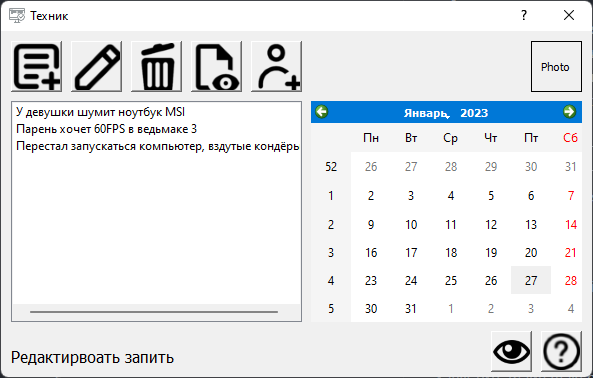 Техник
?
Photo
У девушки шумит ноутбук MSI
Парень хочет 60FPS в ведьмаке 3
Перестал запускаться компьютер, вздутые кондёрь
Январь, 2023
Пн Вт Ср Чт Пт Сб
52 26 27 28 29 30 31
1 2 3 4 5 6 7
2 9 10 11 12 13 14
3 16 17 18 19 20 21
4 23 24 25 26 27 28
5 30 31 1 2 3 4
Редактирвоать запить
?